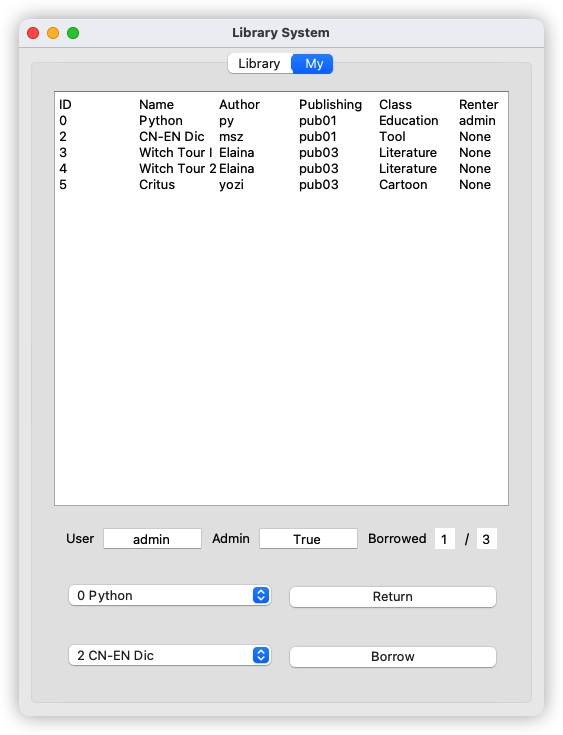 Library System
Library My
ID Name Author Publishing Class Renter
0 Python py pub01 Education admin
2 CN-EN Dic msz pub01 Tool None
3 Witch Tour I Elaina pub03 Literature None
4 Witch Tour 2 Elaina pub03 Literature None
5 Critus yozi pub03 Cartoon None
User admin Admin True Borrowed 1 / 3
0 Python Return
2 CN-EN Dic Borrow